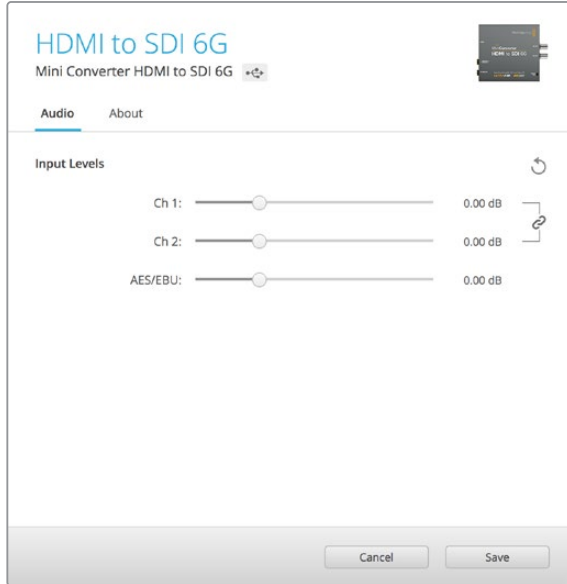 HDMI to SDI 6G
Mini Converter HDMI to SDI 6G
Audio About
Input Levels
Ch 1: 0.00 dB
Ch 2: 0.00 dB
AES/EBU: 0.00 dB
Cancel Save